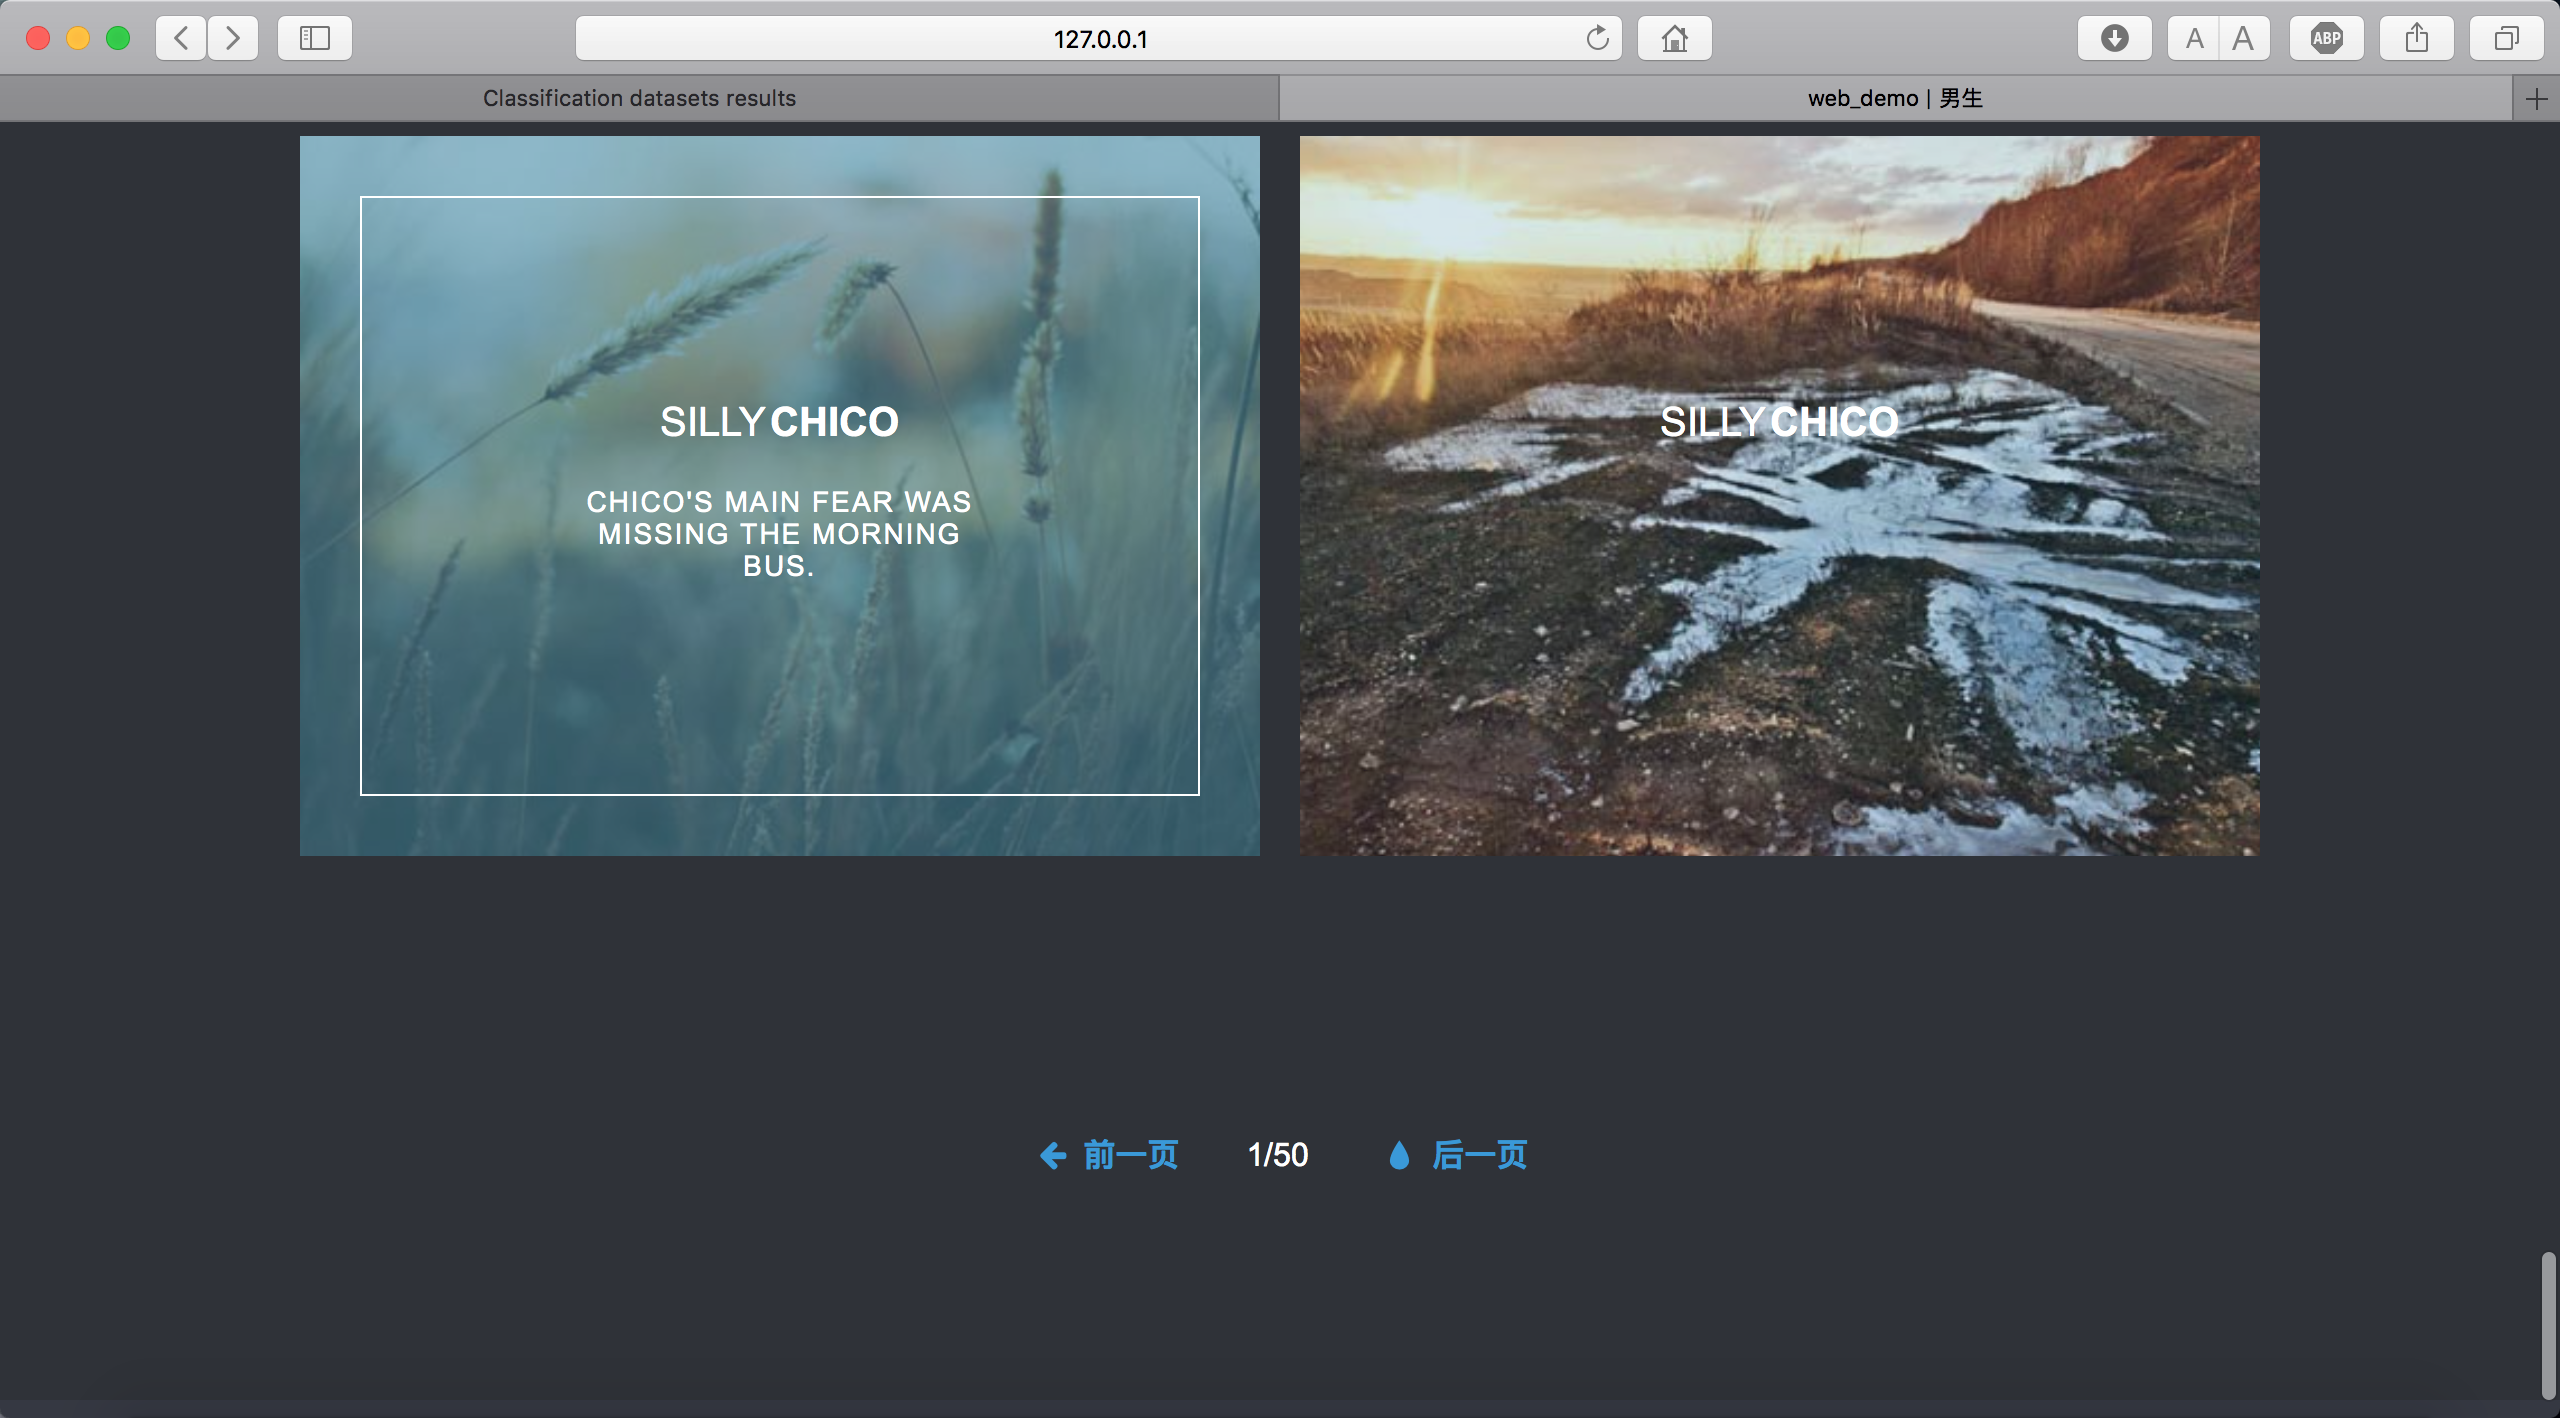 127.0.0.1
A A
ABP
Classification datasets results
web_demo | 男生
SILLY CHICO
CHICO'S MAIN FEAR WAS
MISSING THE MORNING
BUS.
SILLY CHICO
前一页
1/50
后一页